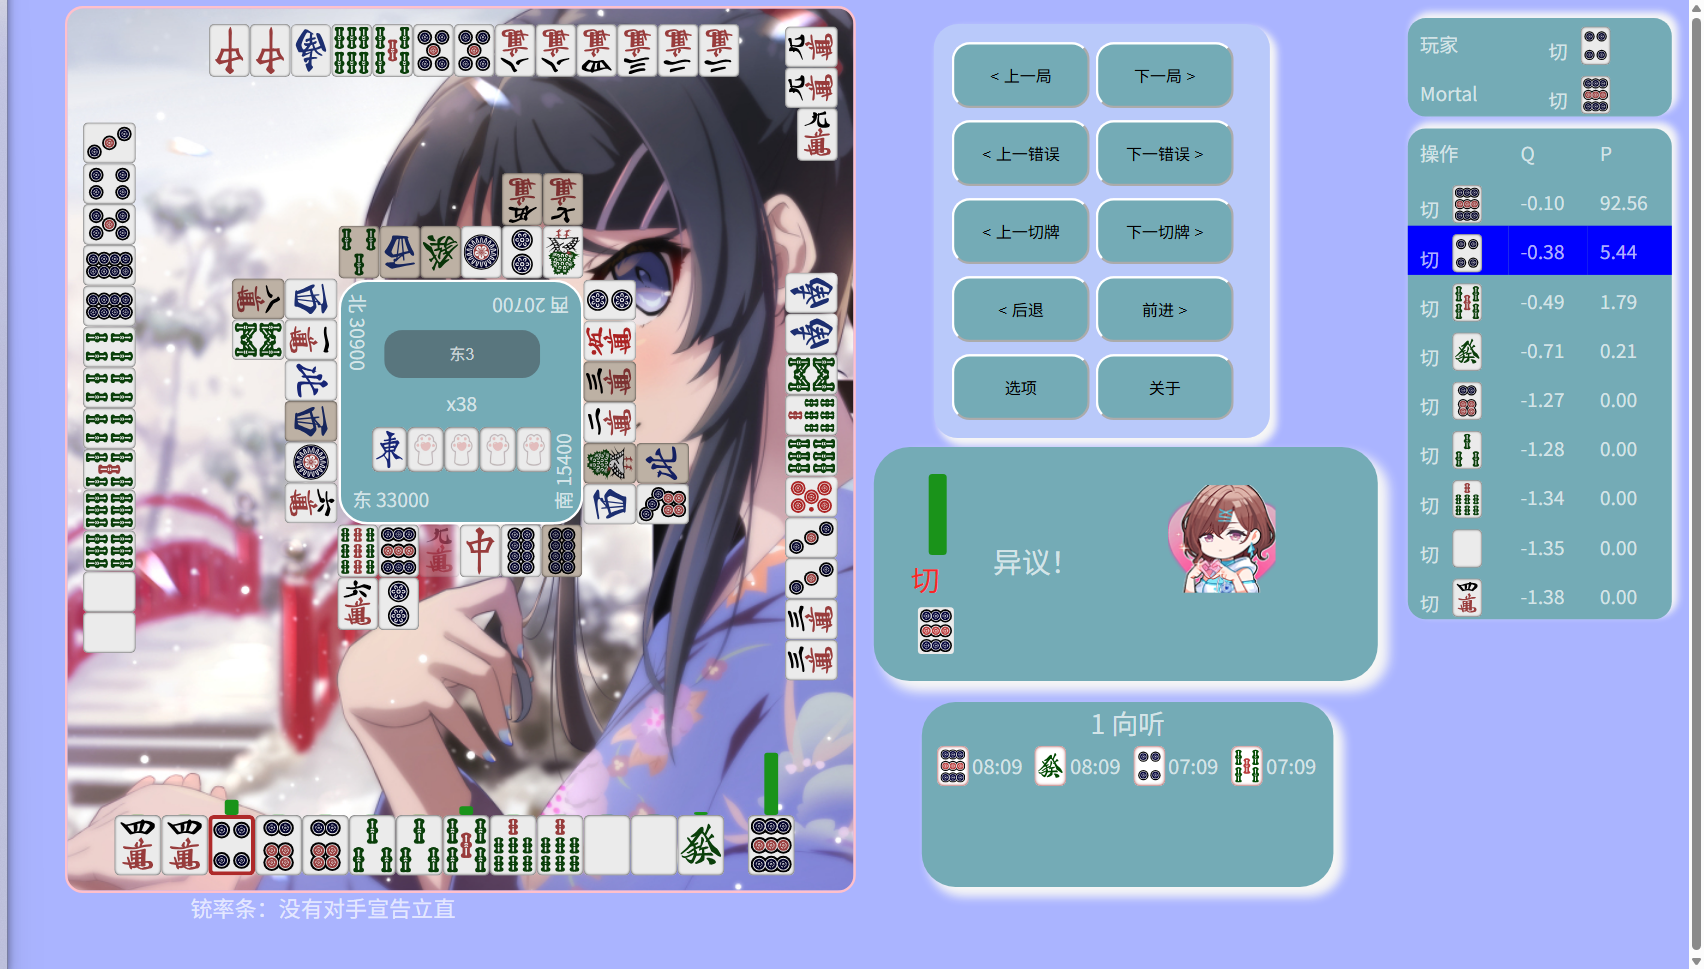 北 30900
西 20700
东3
x38
东 33000
南 15400
铳率条：没有对手宣告立直
< 上一局
下一局 >
< 上一错误
下一错误 >
< 上一切牌
下一切牌 >
< 后退
前进 >
选项
关于
异议！
切
1 向听
08:09 08:09 07:09 07:09
玩家 切
Mortal 切
操作 Q P
切 -0.10 92.56
切 -0.38 5.44
切 -0.49 1.79
切 -0.71 0.21
切 -1.27 0.00
切 -1.28 0.00
切 -1.34 0.00
切 -1.35 0.00
切 -1.38 0.00